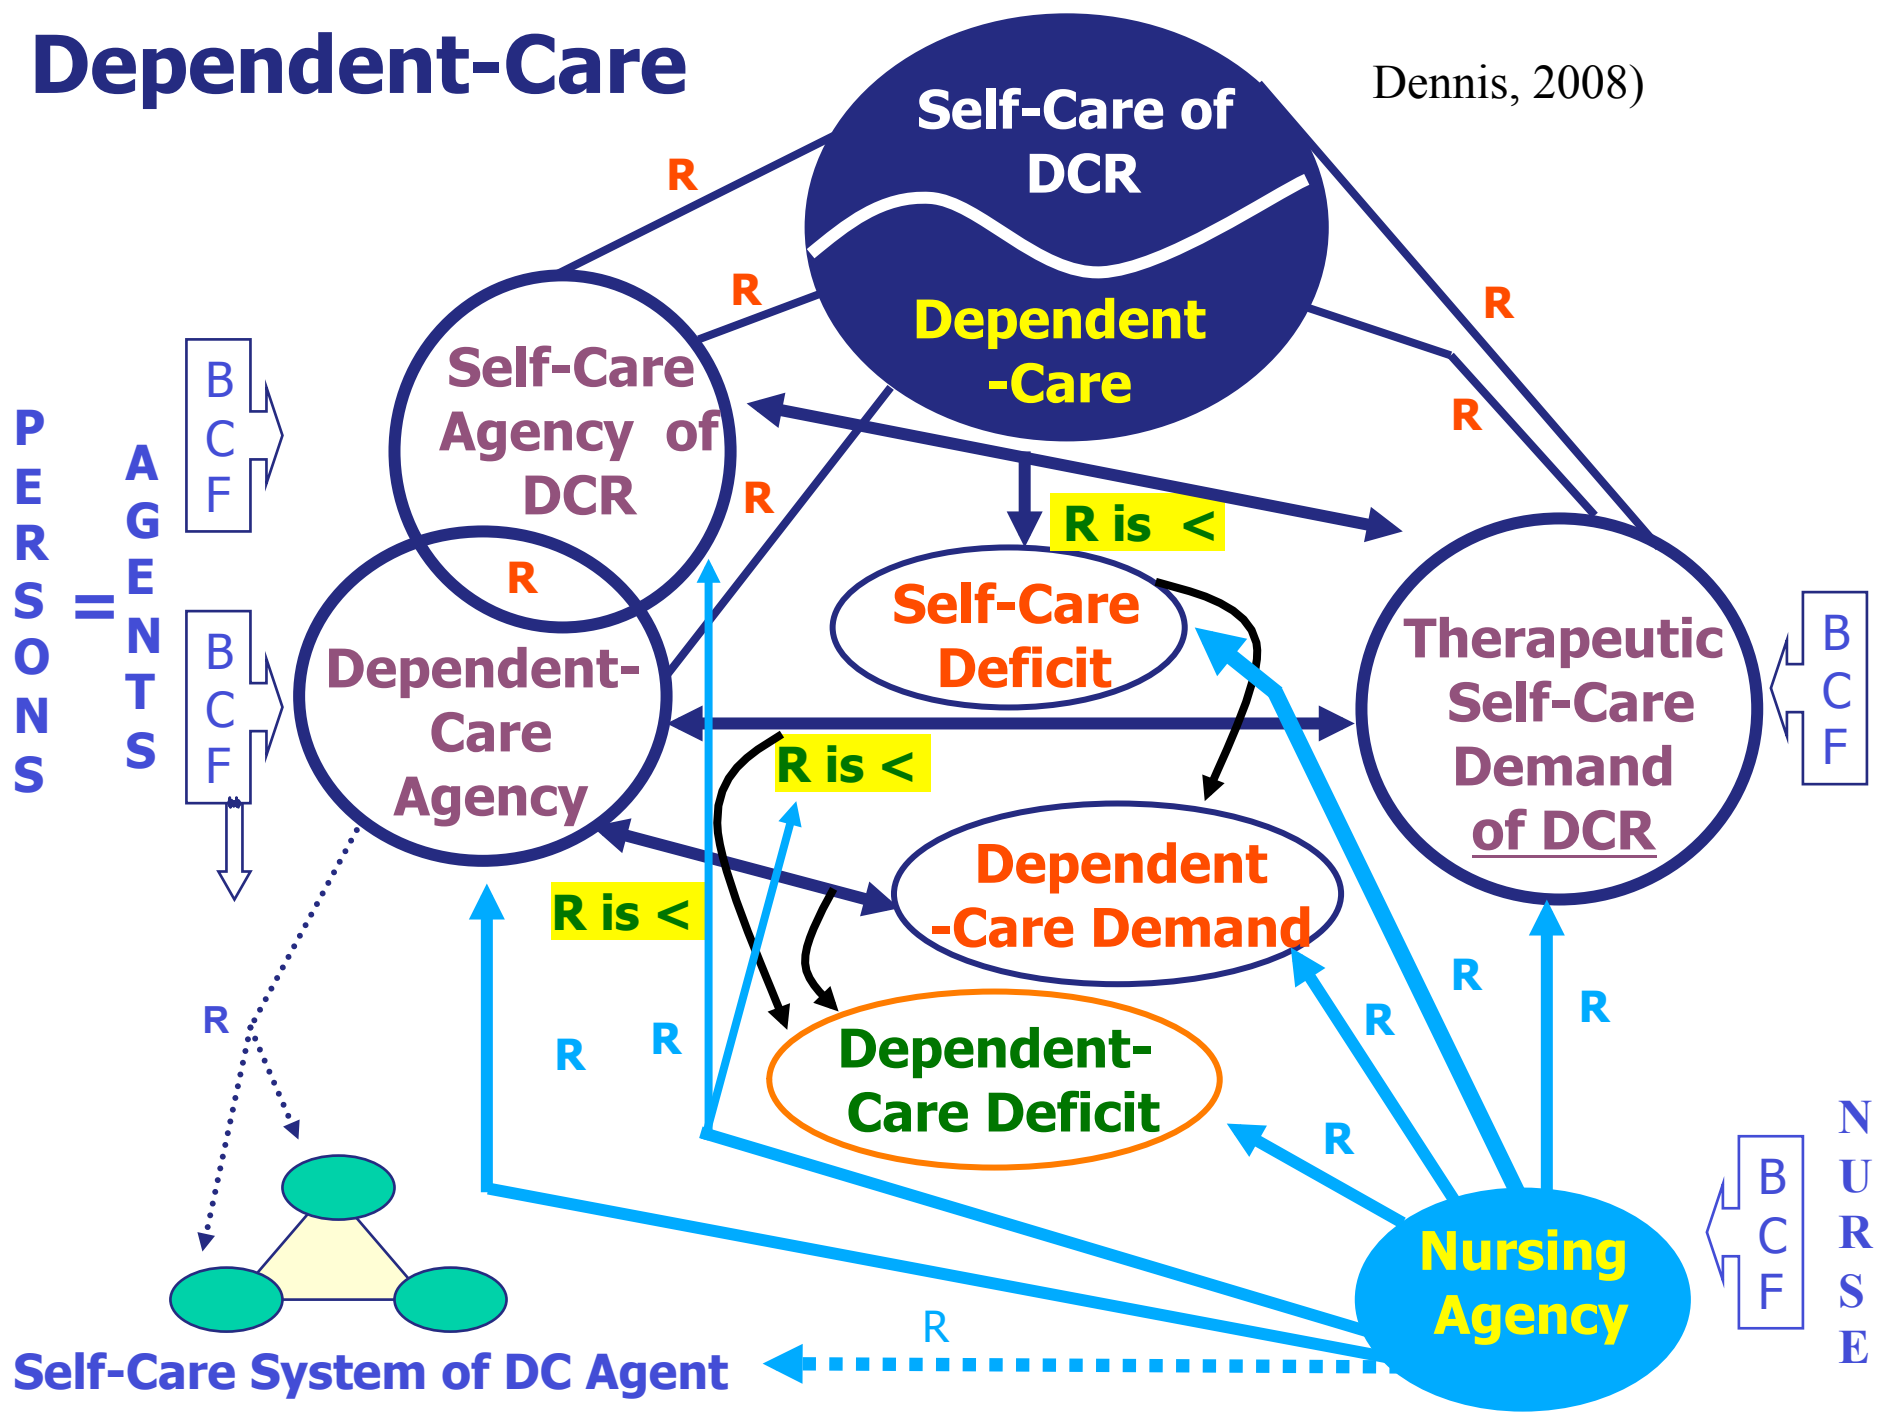 Dependent-Care
Dennis, 2008)
Self-Care of
DCR
Dependent
-Care
R
R
R
R
R
Self-Care
Agency of
DCR
R
Dependent-
Care
Agency
B
C
F
B
C
F
P
E
R
S
O
N
S
=
A
G
E
N
T
S
R is <
Self-Care
Deficit
Therapeutic
Self-Care
Demand
of DCR
B
C
F
R is <
Dependent
-Care Demand
R is <
Dependent-
Care Deficit
R
R
R
R
R
R
R
Nursing
Agency
B
C
F
N
U
R
S
E
R
Self-Care System of DC Agent